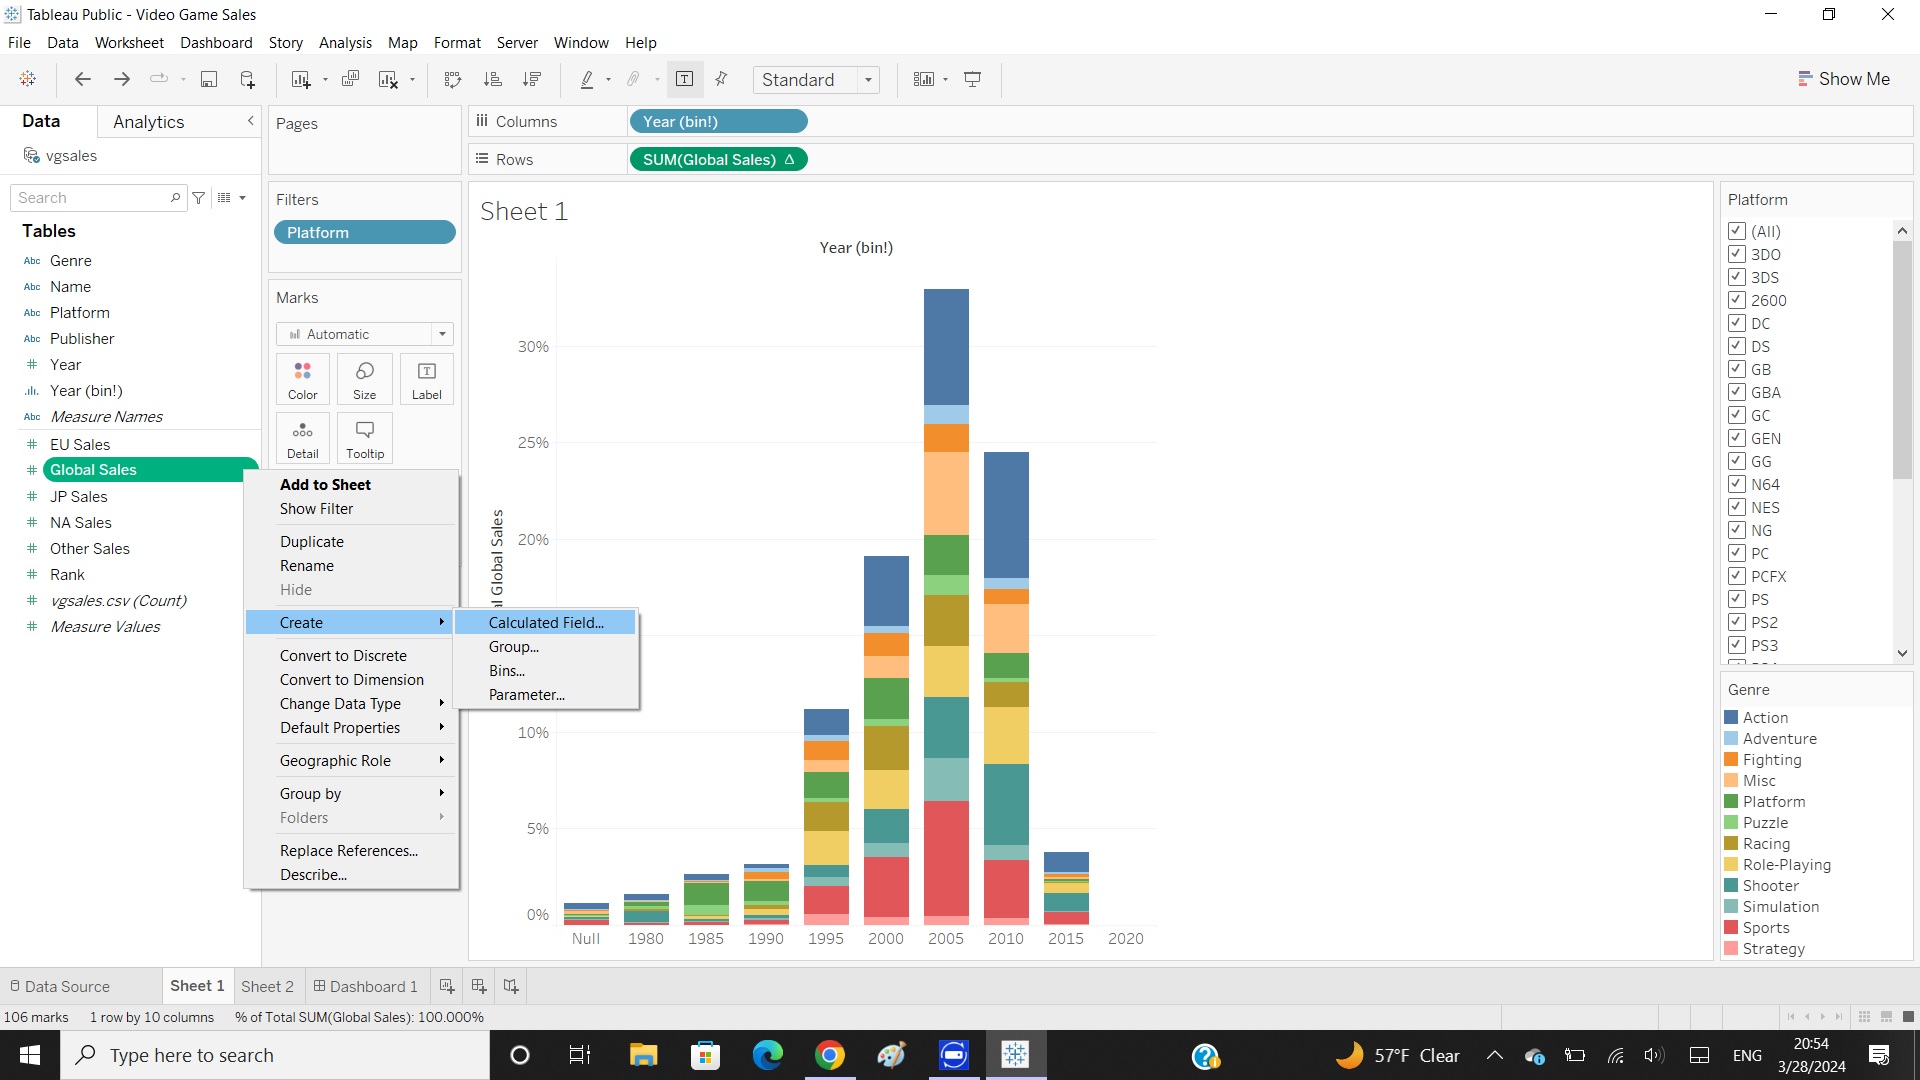 Tableau Public - Video Game Sales
File Data Worksheet Dashboard Story Analysis Map Format Server Window Help
Standard
Show Me
Data
Analytics
vgsales
Search
Tables
Abc Genre
Abc Name
Abc Platform
Abc Publisher
# Year
Year (bin!)
Abc Measure Names
# EU Sales
# Global Sales
# JP Sales
# NA Sales
# Other Sales
# Rank
# vgsales.csv (Count)
# Measure Values
Pages
Filters
Platform
Marks
Automatic
Color
Size
Label
Detail
Tooltip
Add to Sheet
Show Filter
Duplicate
Rename
Hide
Create
Convert to Discrete
Convert to Dimension
Change Data Type
Default Properties
Geographic Role
Group by
Folders
Replace References...
Describe...
Calculated Field...
Group...
Bins...
Parameter...
Columns
Year (bin!)
Rows
SUM(Global Sales) Δ
Sheet 1
Year (bin!)
Global Sales
30%
25%
20%
10%
5%
0%
Null 1980 1985 1990 1995 2000 2005 2010 2015 2020
Platform
(All)
3DO
3DS
2600
DC
DS
GB
GBA
GC
GEN
GG
N64
NES
NG
PC
PCFX
PS
PS2
PS3
Genre
Action
Adventure
Fighting
Misc
Platform
Puzzle
Racing
Role-Playing
Shooter
Simulation
Sports
Strategy
Data Source
Sheet 1
Sheet 2
Dashboard 1
106 marks
1 row by 10 columns
% of Total SUM(Global Sales): 100.000%
Type here to search
57°F Clear
ENG
20:54
3/28/2024